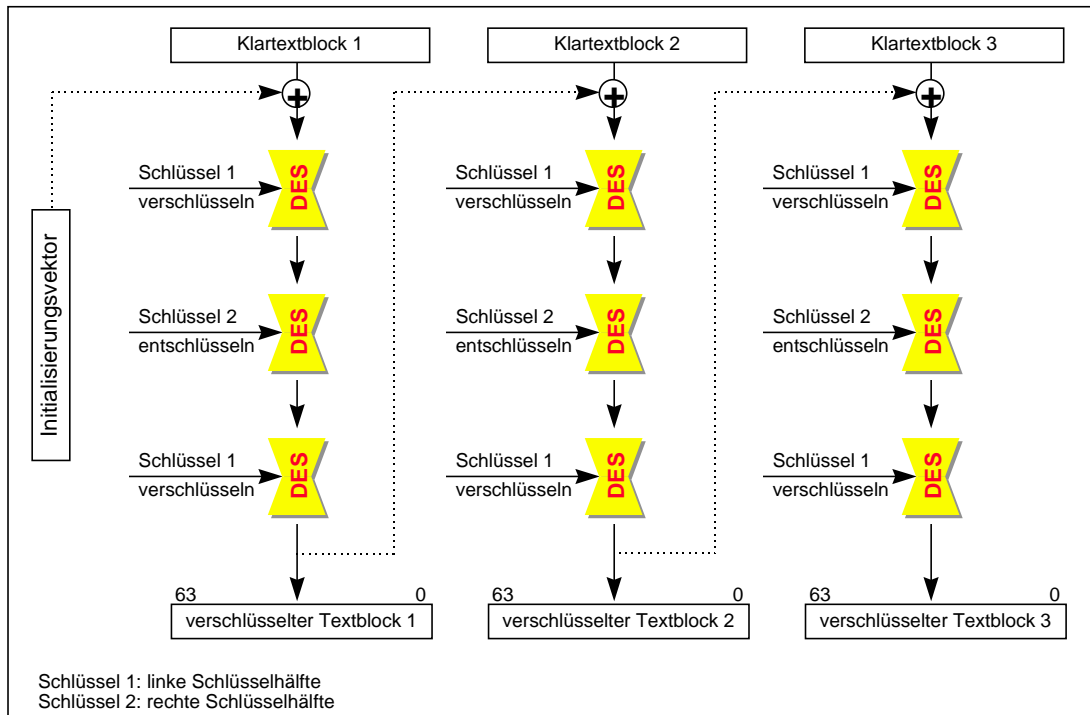 Klartextblock 1
Klartextblock 2
Klartextblock 3
+
+
+
Schlüssel 1
verschlüsseln
DES
Schlüssel 1
verschlüsseln
DES
Schlüssel 1
verschlüsseln
DES
Initialisierungsvektor
Schlüssel 2
entschlüsseln
DES
Schlüssel 2
entschlüsseln
DES
Schlüssel 2
entschlüsseln
DES
Schlüssel 1
verschlüsseln
DES
Schlüssel 1
verschlüsseln
DES
Schlüssel 1
verschlüsseln
DES
63 0
63 0
63 0
verschlüsselter Textblock 1
verschlüsselter Textblock 2
verschlüsselter Textblock 3
Schlüssel 1: linke Schlüsselhälfte
Schlüssel 2: rechte Schlüsselhälfte